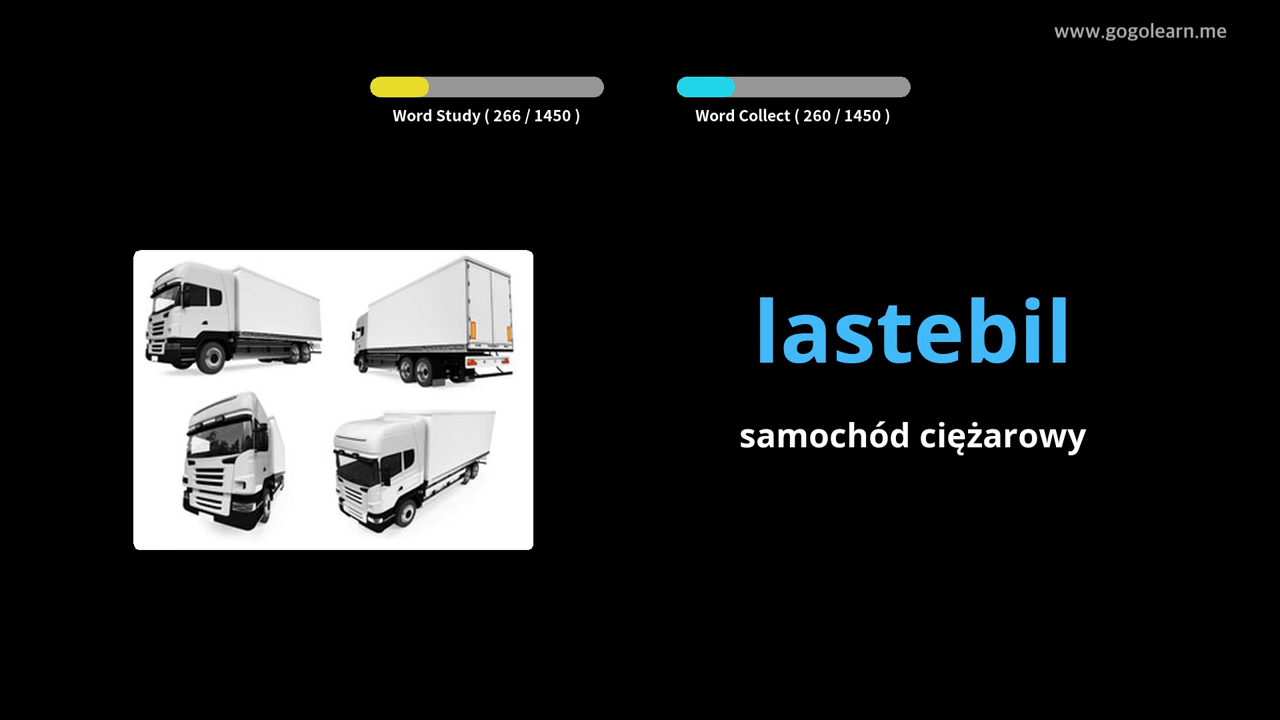 www.gogolearn.me
Word Study ( 266 / 1450 )
Word Collect ( 260 / 1450 )
lastebil
samochód ciężarowy